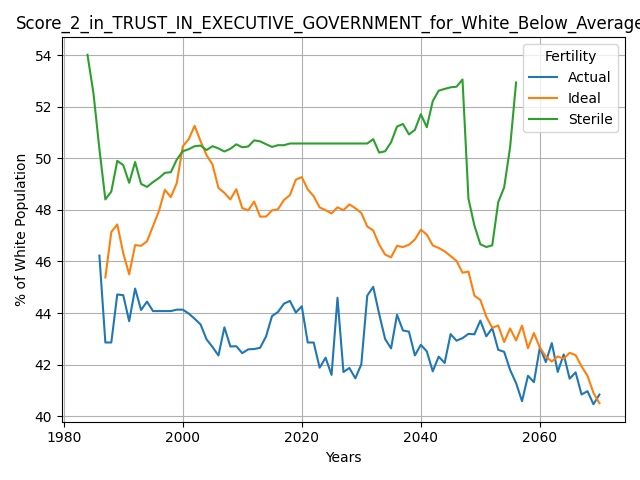 Score_2_in_TRUST_IN_EXECUTIVE_GOVERNMENT_for_White_Below_Average
Fertility
Actual
Ideal
Sterile
% of White Population
54
52
50
48
46
44
42
40
1980 2000 2020 2040 2060
Years